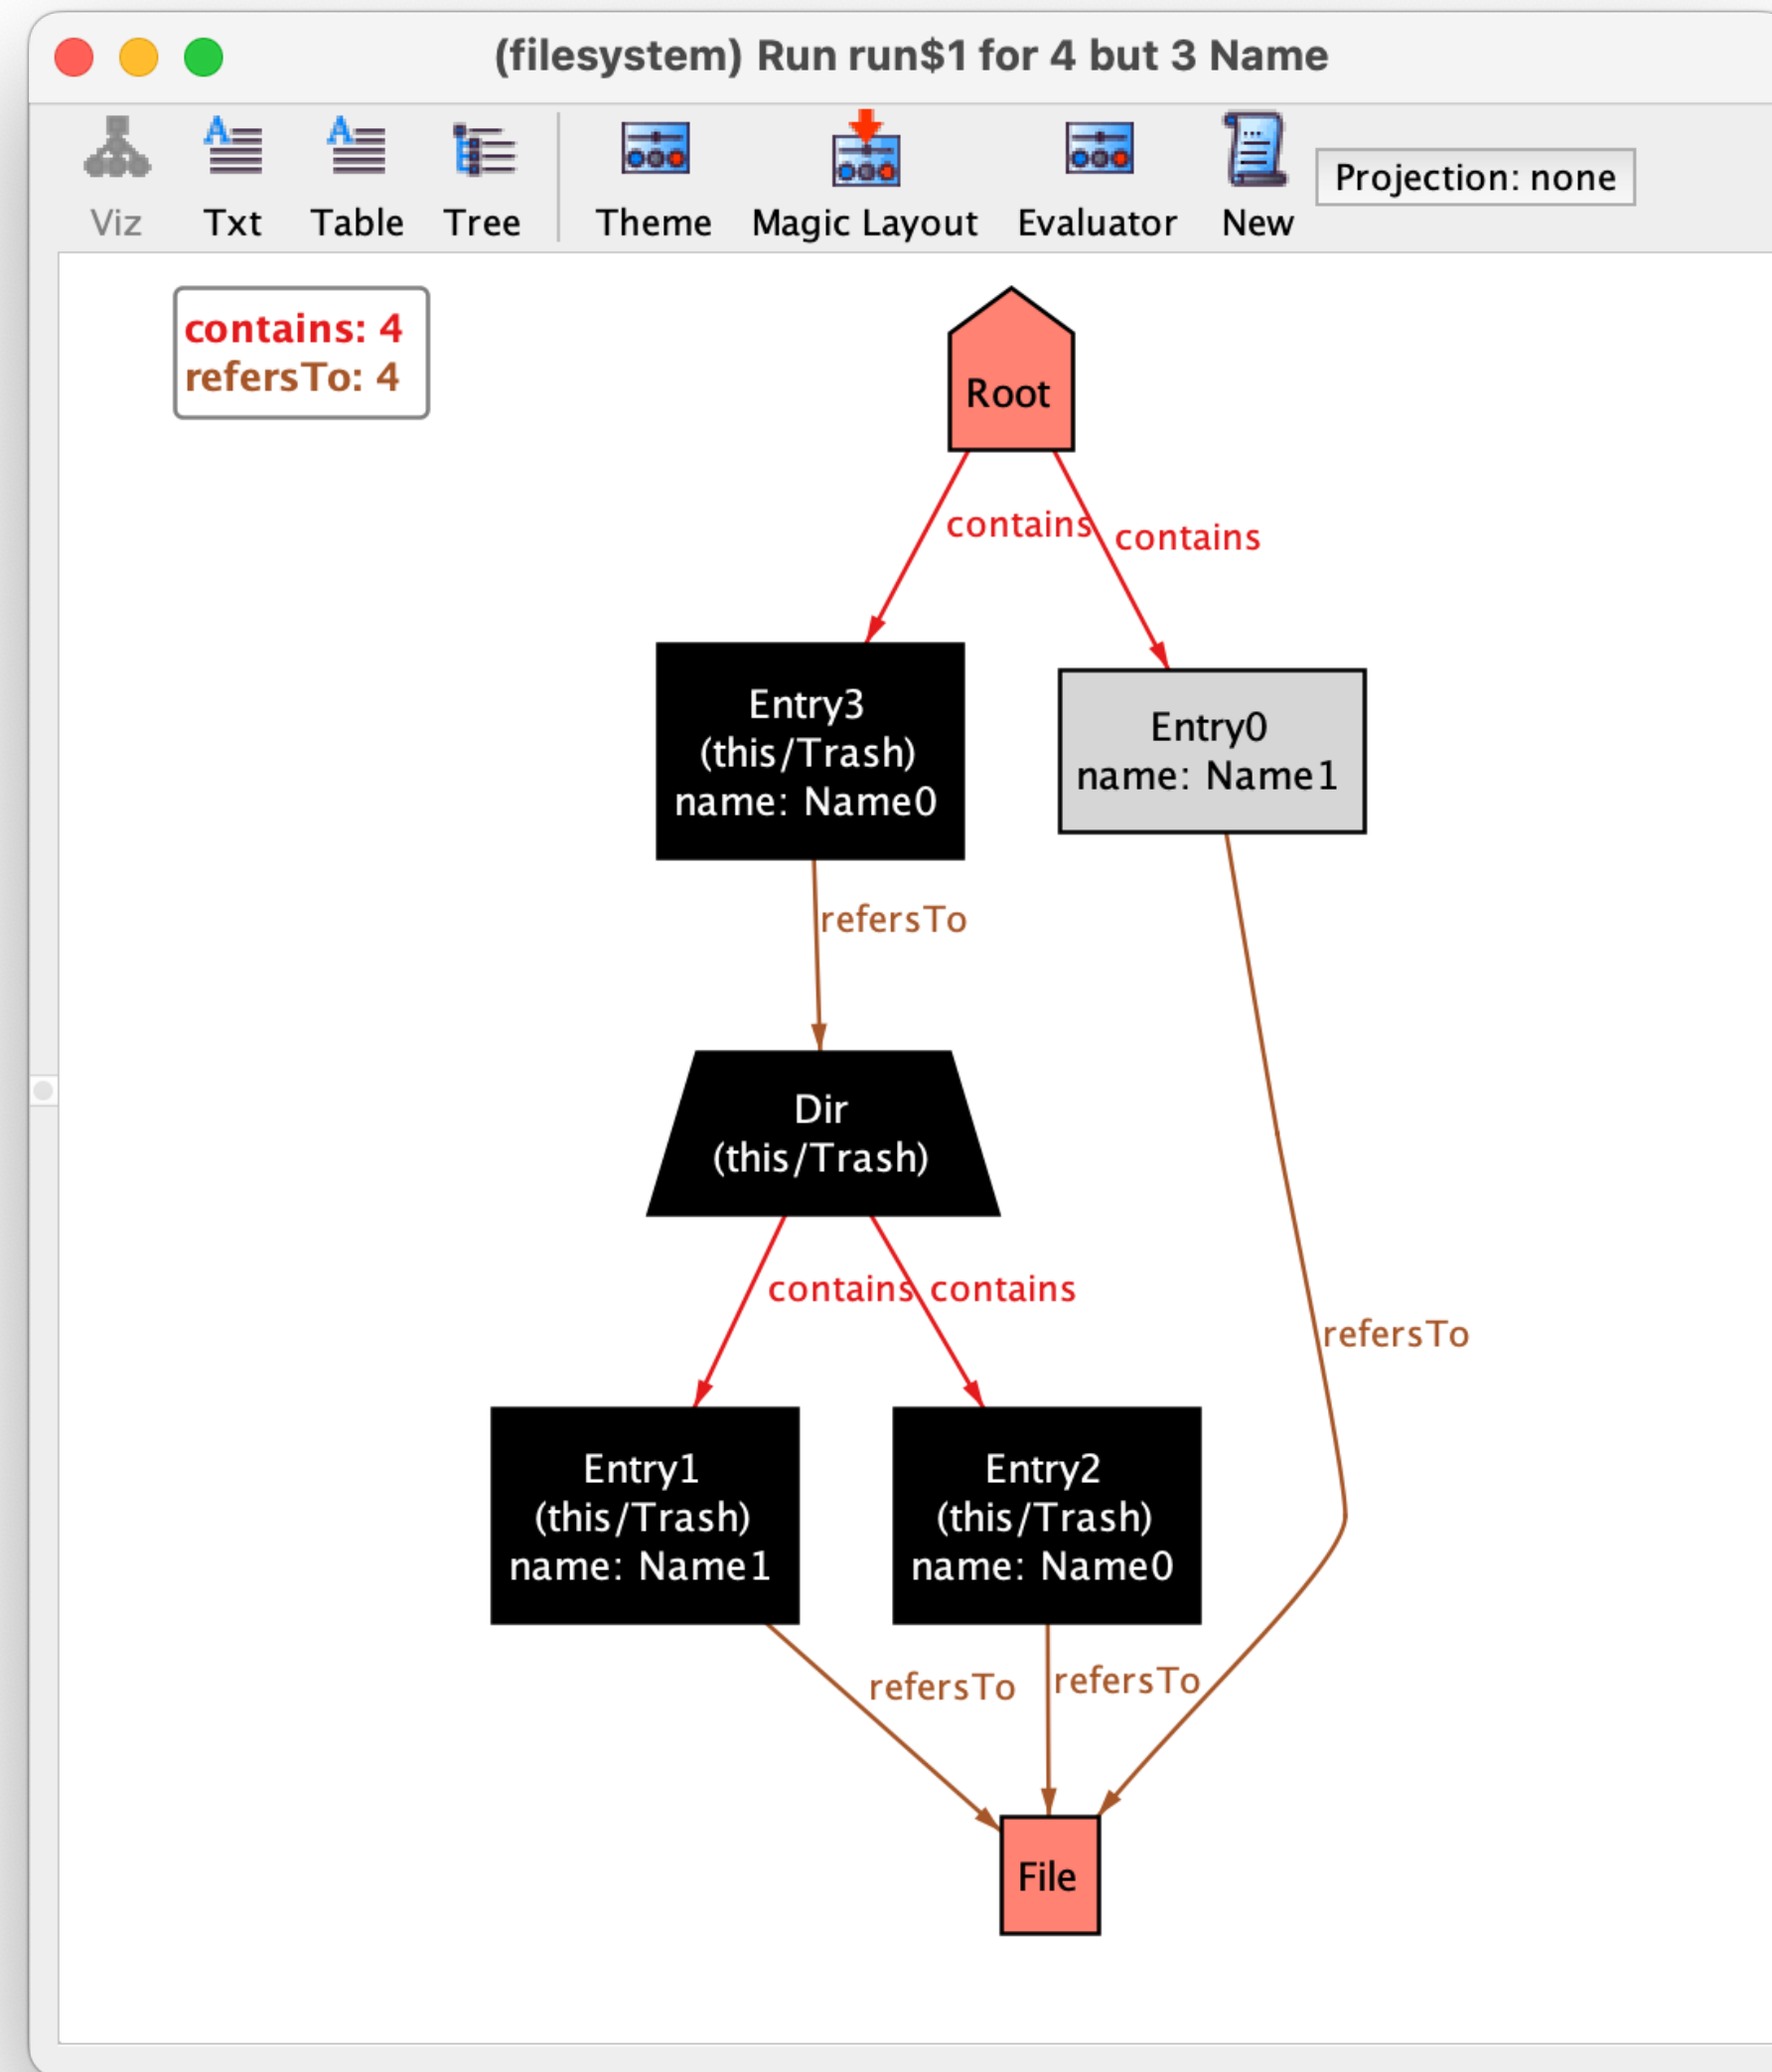 (filesystem) Run run$1 for 4 but 3 Name
Viz
Txt
Table
Tree
Theme
Magic Layout
Evaluator
New
Projection: none
contains: 4
refersTo: 4
Root
contains
contains
Entry3
(this/Trash)
name: Name0
Entry0
name: Name1
refersTo
Dir
(this/Trash)
contains
contains
refersTo
Entry1
(this/Trash)
name: Name1
Entry2
(this/Trash)
name: Name0
refersTo
refersTo
File